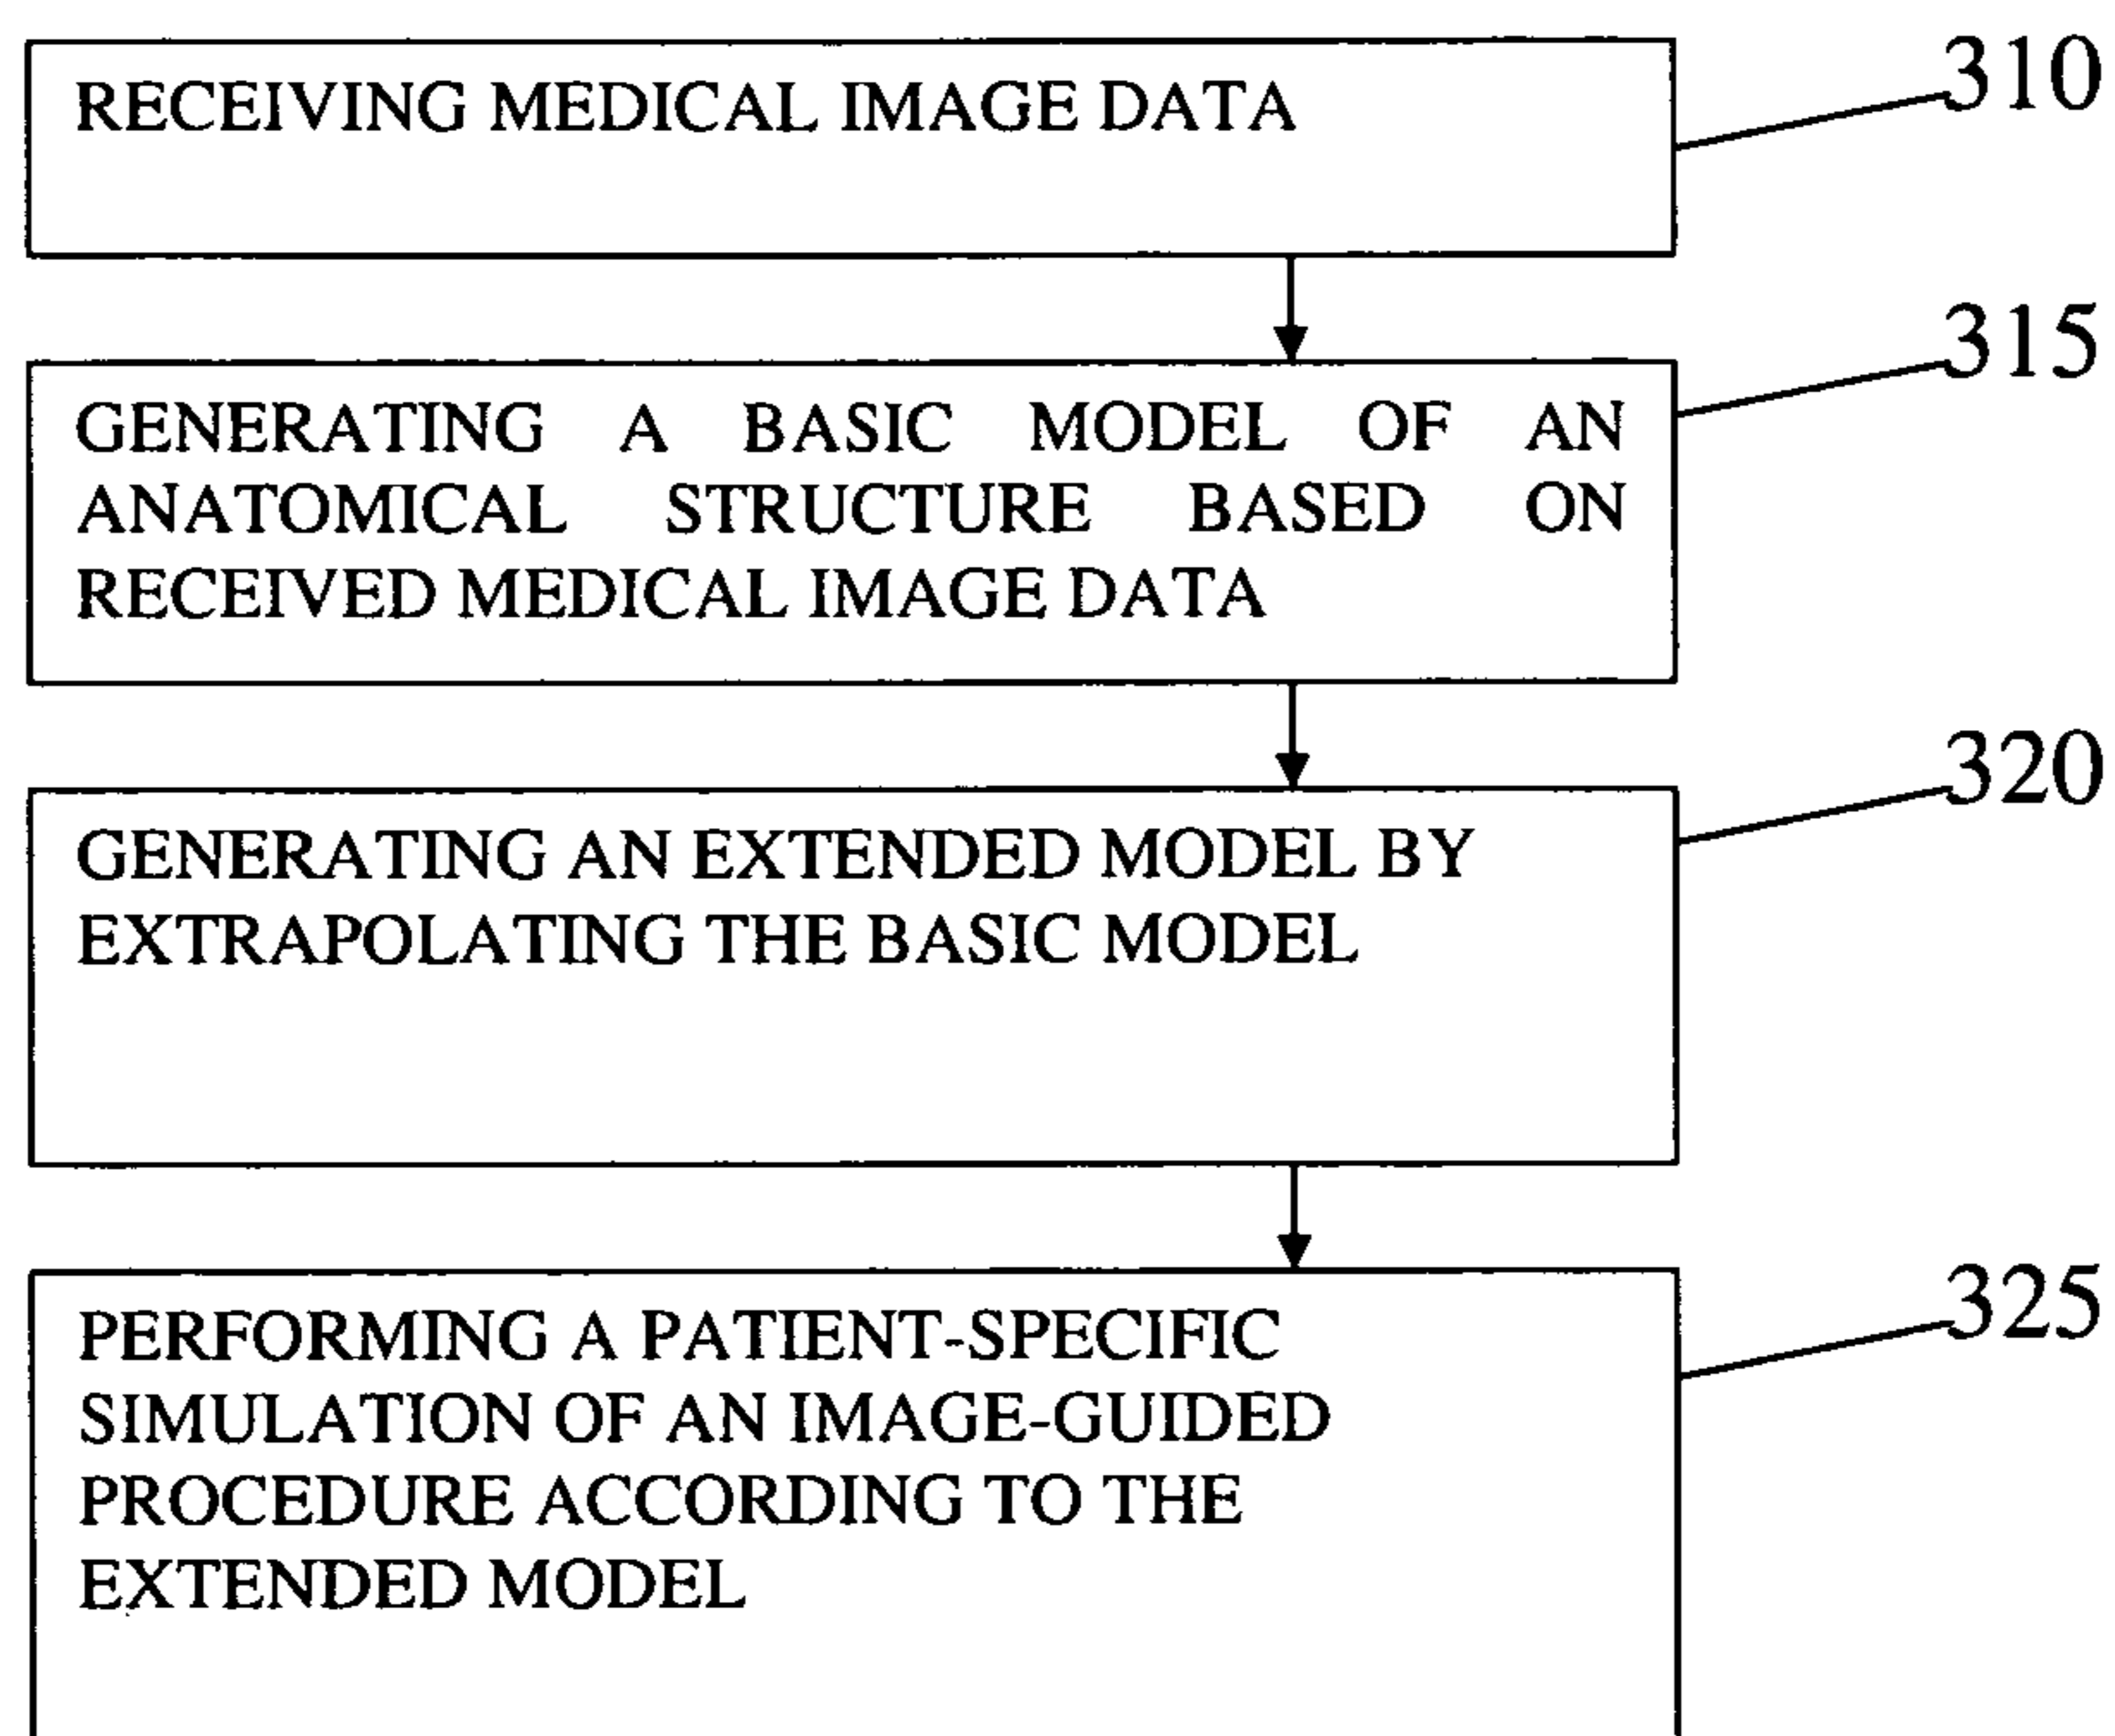 RECEIVING MEDICAL IMAGE DATA
310
GENERATING A BASIC MODEL OF AN
ANATOMICAL STRUCTURE BASED ON
RECEIVED MEDICAL IMAGE DATA
315
GENERATING AN EXTENDED MODEL BY
EXTRAPOLATING THE BASIC MODEL
320
PERFORMING A PATIENT-SPECIFIC
SIMULATION OF AN IMAGE-GUIDED
PROCEDURE ACCORDING TO THE
EXTENDED MODEL
325